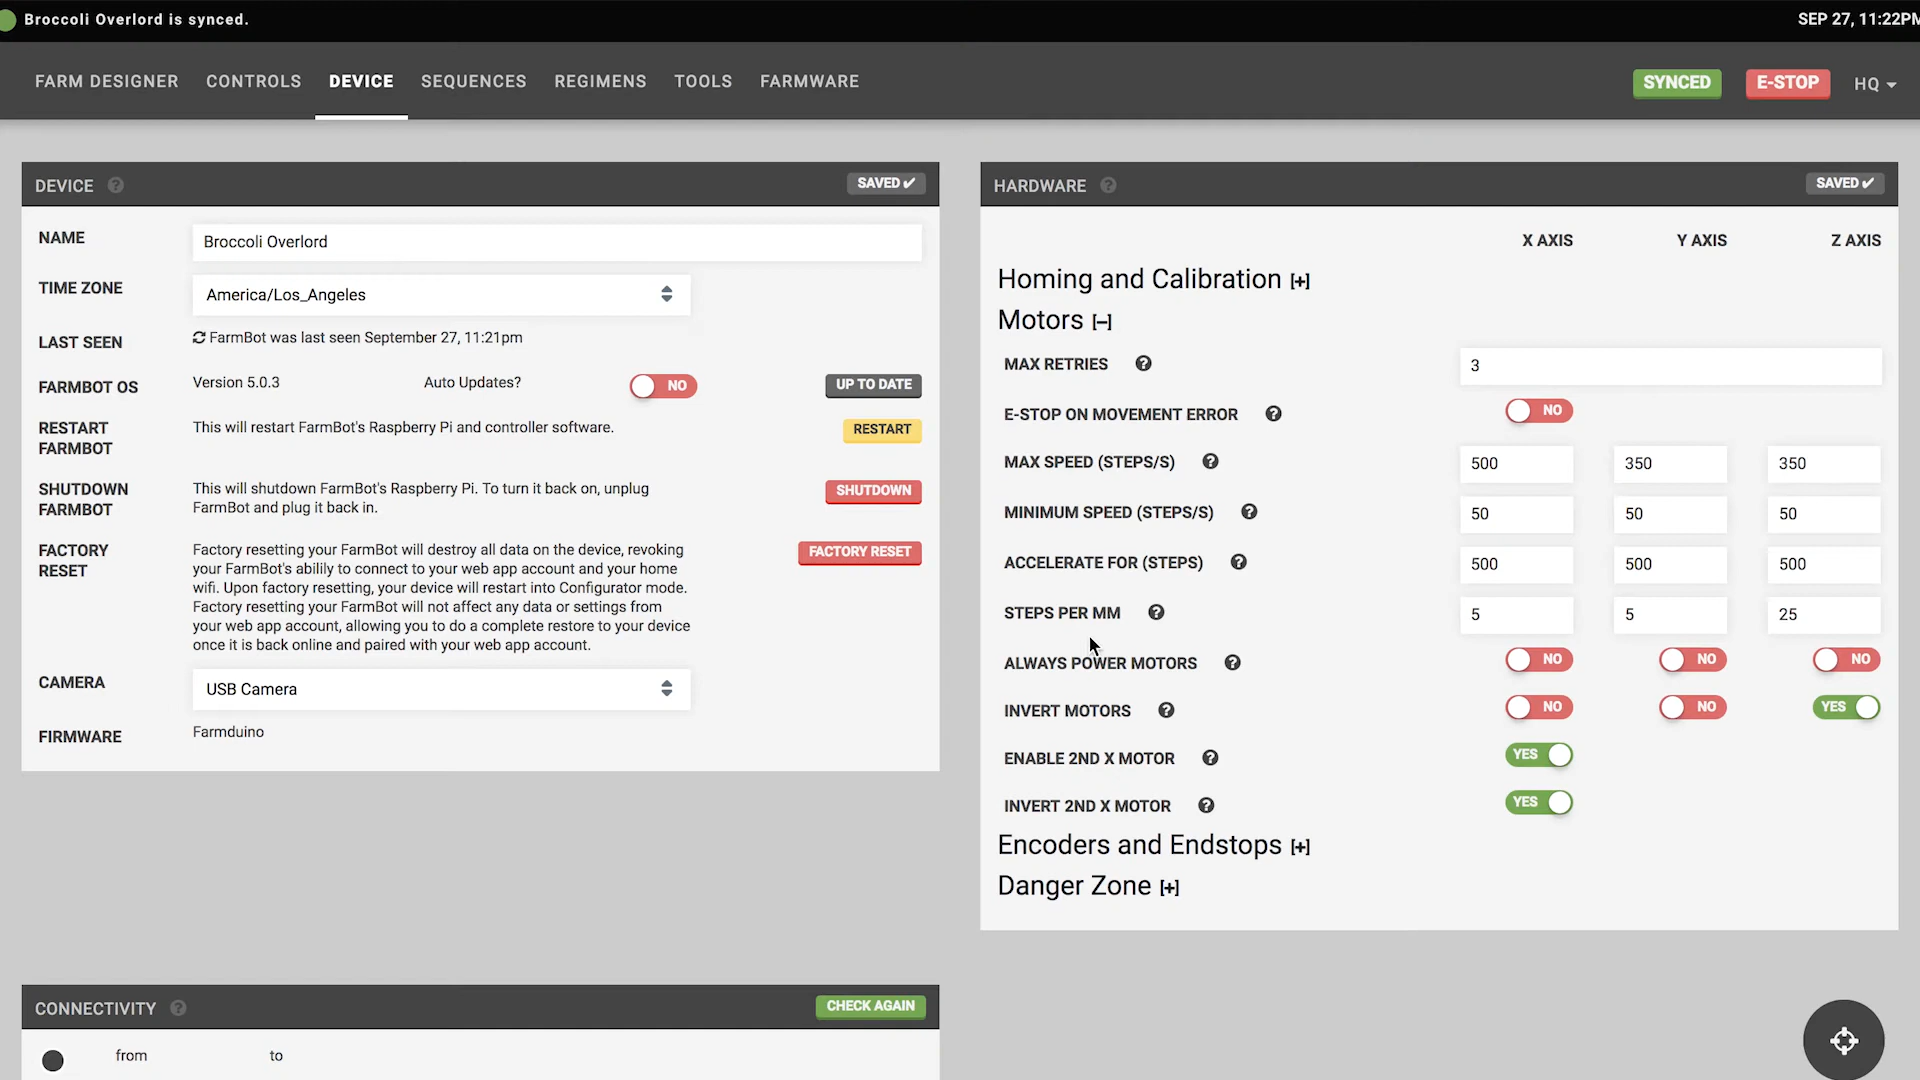 Broccoli Overlord is synced.
SEP 27, 11:22PM
FARM DESIGNER CONTROLS DEVICE SEQUENCES REGIMENS TOOLS FARMWARE
SYNCED E-STOP HQ
DEVICE SAVED ✔
NAME Broccoli Overlord
TIME ZONE America/Los_Angeles
LAST SEEN FarmBot was last seen September 27, 11:21pm
FARMBOT OS Version 5.0.3 Auto Updates? NO UP TO DATE
RESTART
FARMBOT
This will restart FarmBot's Raspberry Pi and controller software.
RESTART
SHUTDOWN
FARMBOT
This will shutdown FarmBot's Raspberry Pi. To turn it back on, unplug
FarmBot and plug it back in.
SHUTDOWN
FACTORY
RESET
Factory resetting your FarmBot will destroy all data on the device, revoking
your FarmBot's abilily to connect to your web app account and your home
wifi. Upon factory resetting, your device will restart into Configurator mode.
Factory resetting your FarmBot will not affect any data or settings from
your web app account, allowing you to do a complete restore to your device
once it is back online and paired with your web app account.
FACTORY RESET
CAMERA USB Camera
FIRMWARE Farmduino
HARDWARE SAVED ✔
X AXIS Y AXIS Z AXIS
Homing and Calibration [+]
Motors [–]
MAX RETRIES 3
E-STOP ON MOVEMENT ERROR NO
MAX SPEED (STEPS/S) 500 350 350
MINIMUM SPEED (STEPS/S) 50 50 50
ACCELERATE FOR (STEPS) 500 500 500
STEPS PER MM 5 5 25
ALWAYS POWER MOTORS NO NO NO
INVERT MOTORS NO NO YES
ENABLE 2ND X MOTOR YES
INVERT 2ND X MOTOR YES
Encoders and Endstops [+]
Danger Zone [+]
CONNECTIVITY CHECK AGAIN
from to